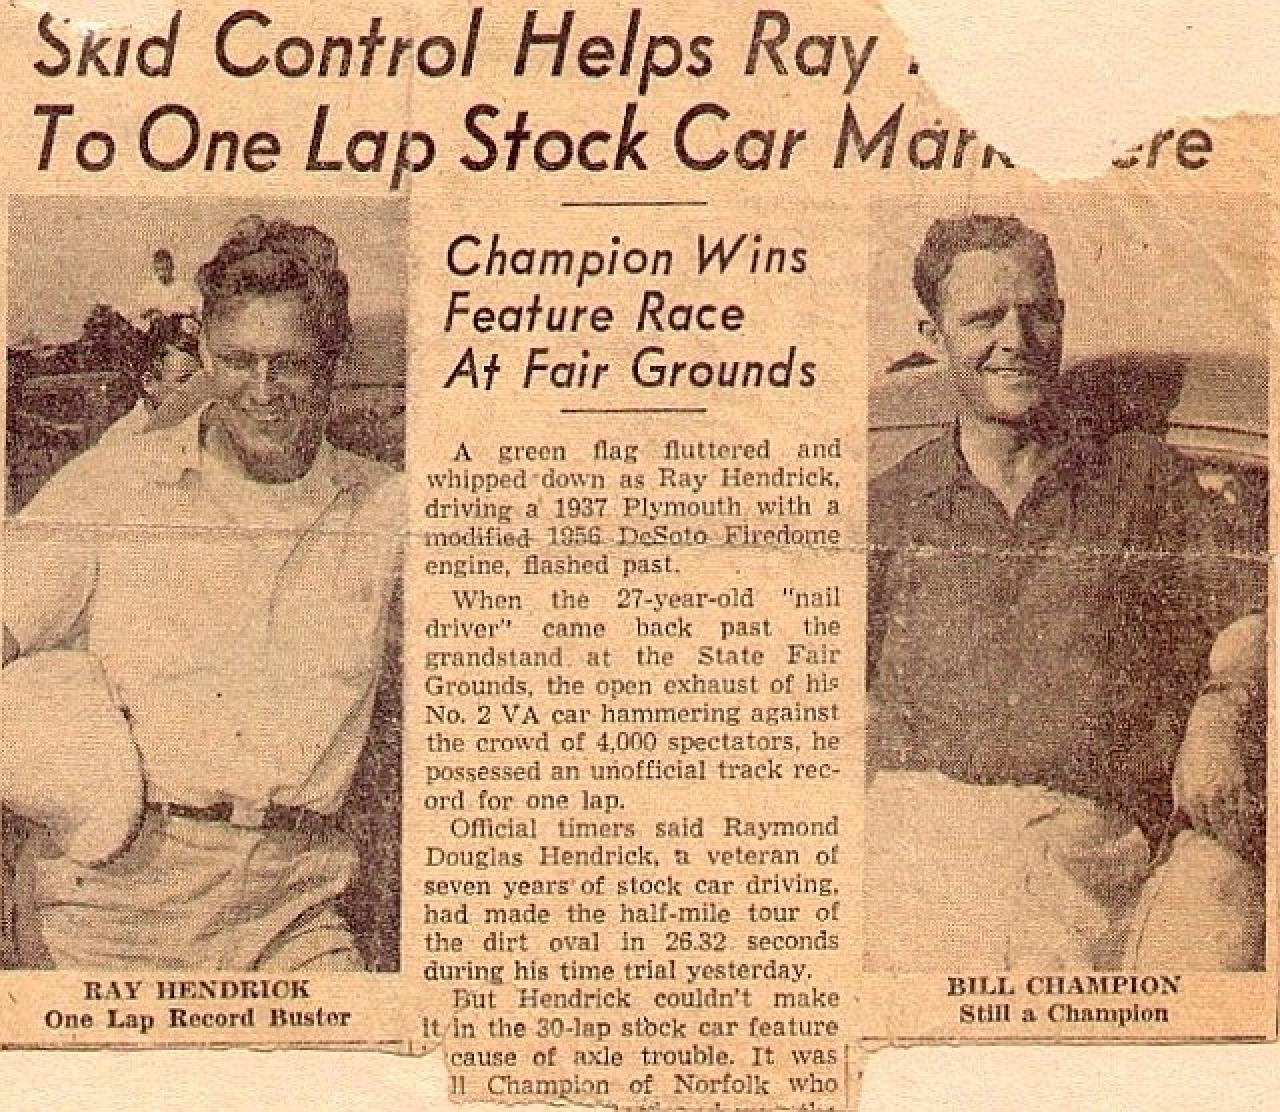 Skid Control Helps Ray
To One Lap Stock Car Mark
Champion Wins
Feature Race
At Fair Grounds
A green flag fluttered and
whipped down as Ray Hendrick,
driving a 1937 Plymouth with a
modified 1956 DeSoto Firedome
engine, flashed past.
When the 27-year-old "nail
driver" came back past the
grandstand at the State Fair
Grounds, the open exhaust of his
No. 2 VA car hammering against
the crowd of 4,000 spectators, he
possessed an unofficial track rec-
ord for one lap.
Official timers said Raymond
Douglas Hendrick, a veteran of
seven years of stock car driving,
had made the half-mile tour of
the dirt oval in 26.32 seconds
during his time trial yesterday.
But Hendrick couldn't make
it in the 30-lap stock car feature
cause of axle trouble. It was
ll Champion of Norfolk who
RAY HENDRICK
One Lap Record Buster
BILL CHAMPION
Still a Champion